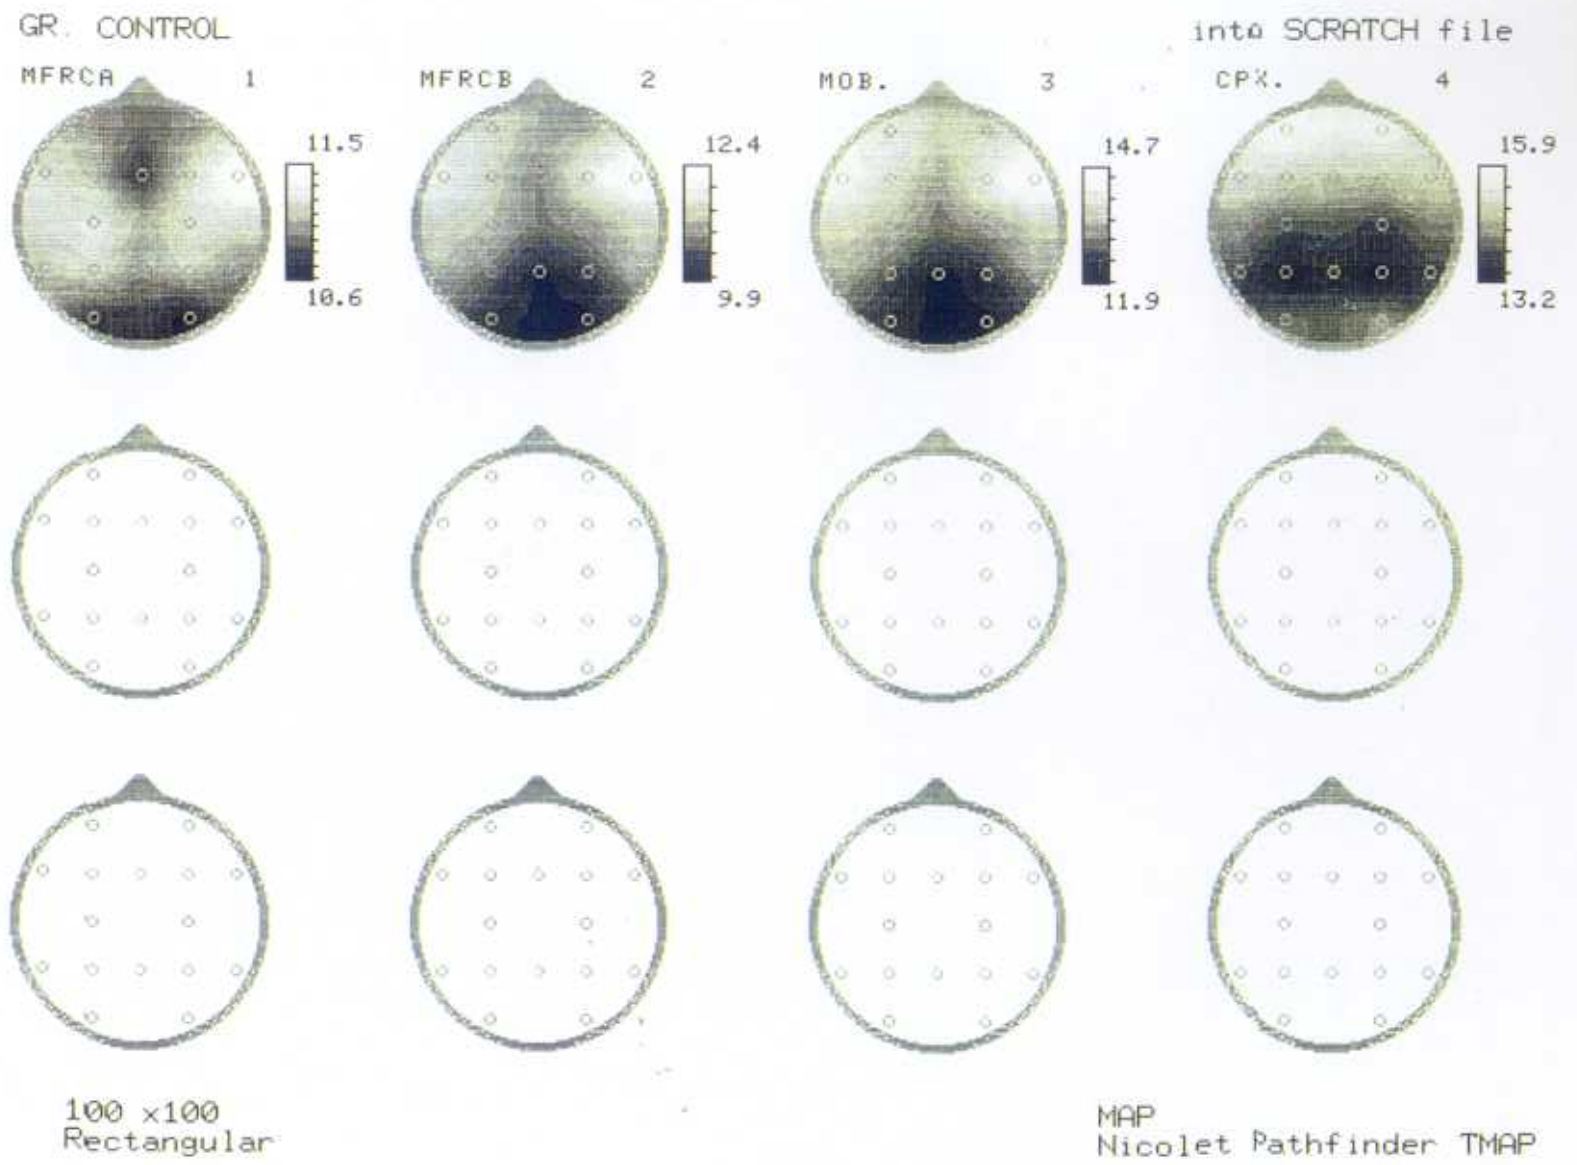 GR. CONTROL
into SCRATCH file
MFRCA 1
MFRCB 2
MOB. 3
CPX. 4
11.5
12.4
14.7
15.9
10.6
9.9
11.9
13.2
100 x100
Rectangular
MAP
Nicolet Pathfinder TMAP